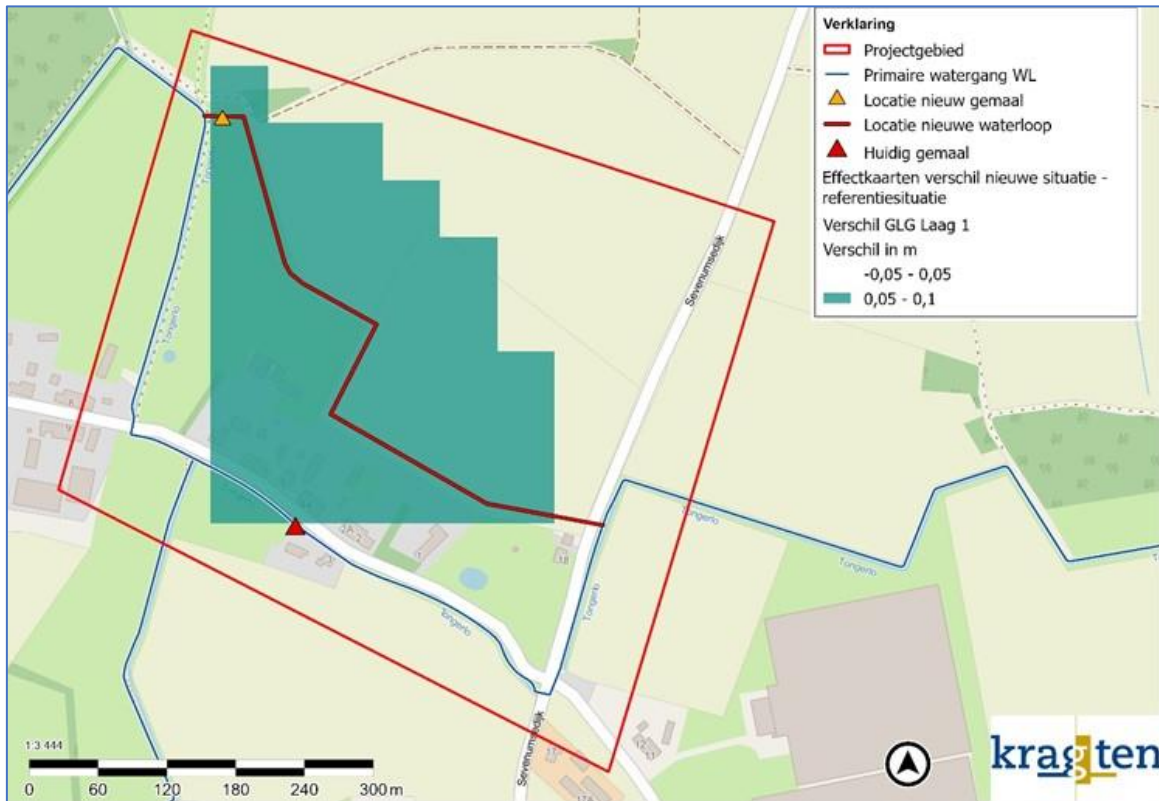 Verklaring
Projectgebied
Primaire watergang WL
Locatie nieuw gemaal
Locatie nieuwe waterloop
Huidig gemaal
Effectkaarten verschil nieuwe situatie -
referentiesituatie
Verschil GLG Laag 1
Verschil in m
-0,05 - 0,05
0,05 - 0,1
Sevenumsedijk
Tongerlo
Tongerlo
Tongerlo
Tongerlo
18
Sevenumsedijk
1:3 444
0 60 120 180 240 300 m
kragten